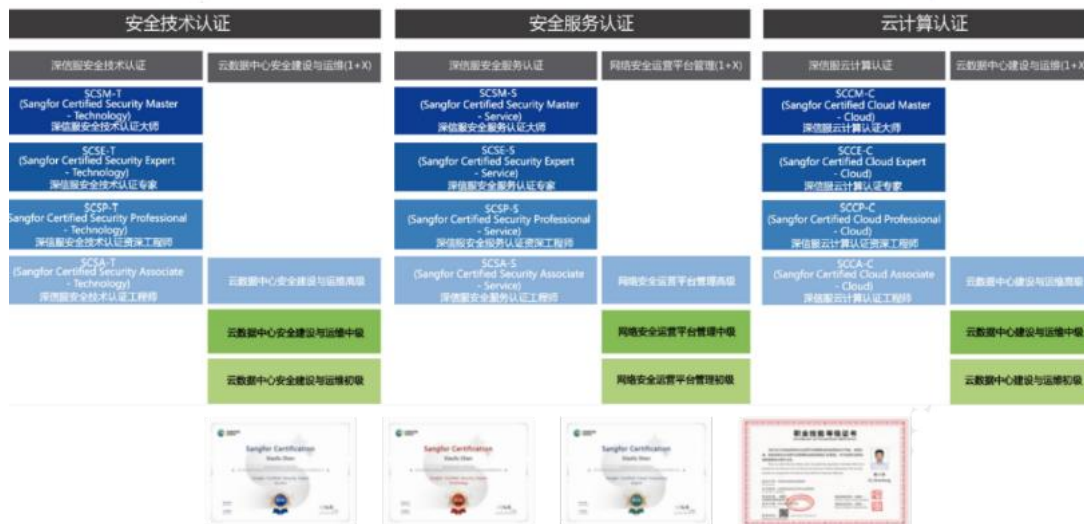 安全技术认证
安全服务认证
云计算认证
深信服安全技术认证
云数据中心安全建设与运维(1+X)
深信服安全服务认证
网络安全运营平台管理(1+X)
深信服云计算认证
云数据中心建设与运维(1+X
SCSM-T
(Sangfor Certified Security Master
- Technology)
深信服安全技术认证大师
SCSM-S
(Sangfor Certified Security Master
- Service)
深信服安全服务认证大师
SCCM-C
(Sangfor Certified Cloud Master
- Cloud)
深信服云计算认证大师
SCSE-T
(Sangfor Certified Security Expert
- Technology)
深信服安全技术认证专家
SCSE-S
(Sangfor Certified Security Expert
- Service)
深信服安全服务认证专家
SCCE-C
(Sangfor Certified Cloud Expert
- Cloud)
深信服云计算认证专家
SCSP-T
Sangfor Certified Security Professional
- Technology)
深信服安全技术认证资深工程师
SCSP-S
(Sangfor Certified Security Professional
- Service)
深信服安全服务认证资深工程师
SCCP-C
(Sangfor Certified Cloud Professional
- Cloud)
深信服云计算认证资深工程师
SCSA-T
(Sangfor Certified Security Associate
- Technology)
深信服安全技术认证工程师
云数据中心安全建设与运维高级
SCSA-S
(Sangfor Certified Security Associate
- Service)
深信服安全服务认证工程师
网络安全运营平台管理高级
SCCA-C
(Sangfor Certified Cloud Associate
- Cloud)
深信服云计算认证工程师
云数据中心建设与运维高级
云数据中心安全建设与运维中级
网络安全运营平台管理中级
云数据中心建设与运维中级
云数据中心安全建设与运维初级
网络安全运营平台管理初级
云数据中心建设与运维初级
Sangfor Certification
Sangfor Certification
Sangfor Certification
职业技能等级证书